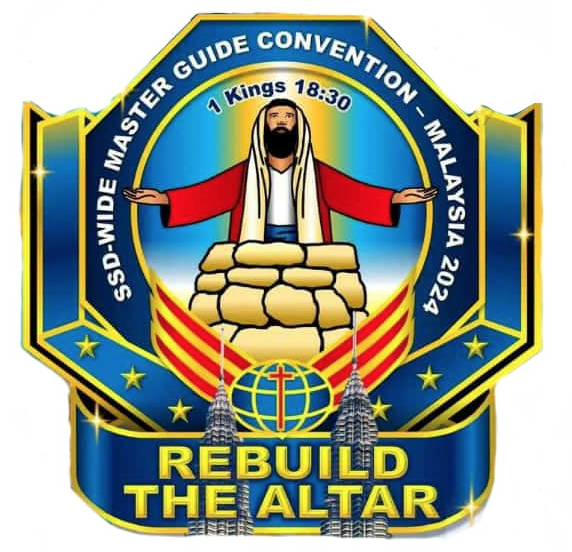 SSD-WIDE MASTER GUIDE CONVENTION – MALAYSIA 2024
1 Kings 18:30
REBUILD
THE ALTAR